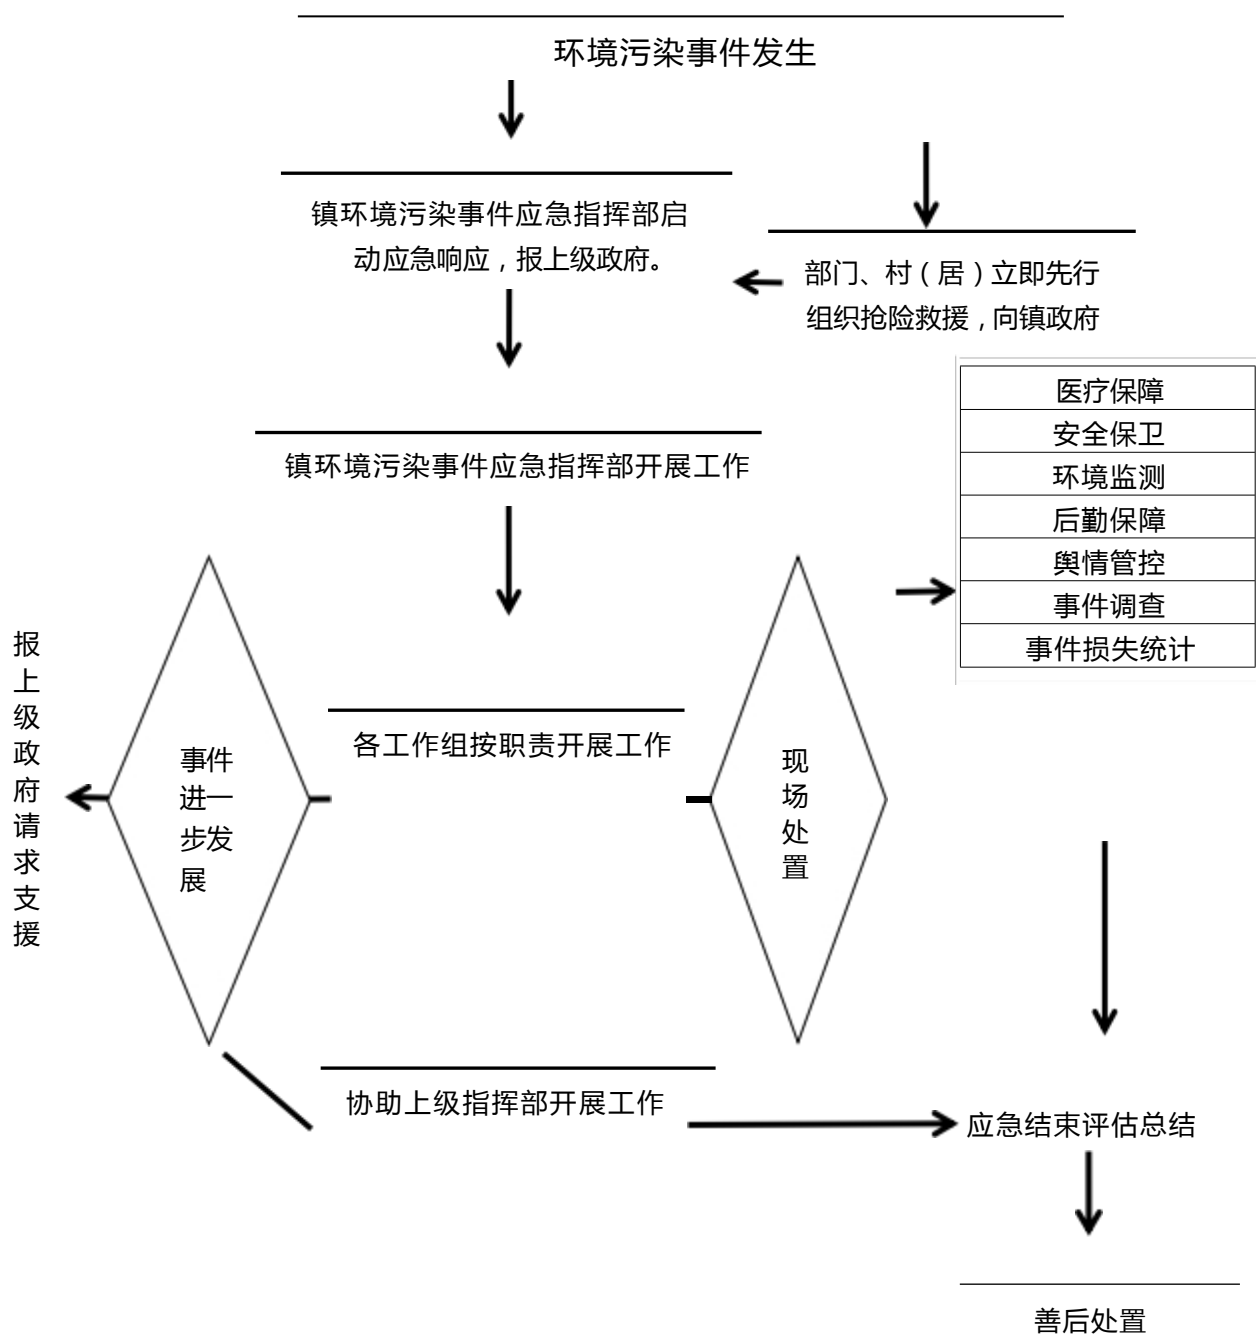 环境污染事件发生
镇环境污染事件应急指挥部启
动应急响应，报上级政府。
部门、村（居）立即先行
组织抢险救援，向镇政府
医疗保障
安全保卫
环境监测
后勤保障
舆情管控
事件调查
事件损失统计
镇环境污染事件应急指挥部开展工作
报
上
级
政
府
请
求
支
援
事件
进一
步发
展
各工作组按职责开展工作
现
场
处
置
协助上级指挥部开展工作
应急结束评估总结
善后处置